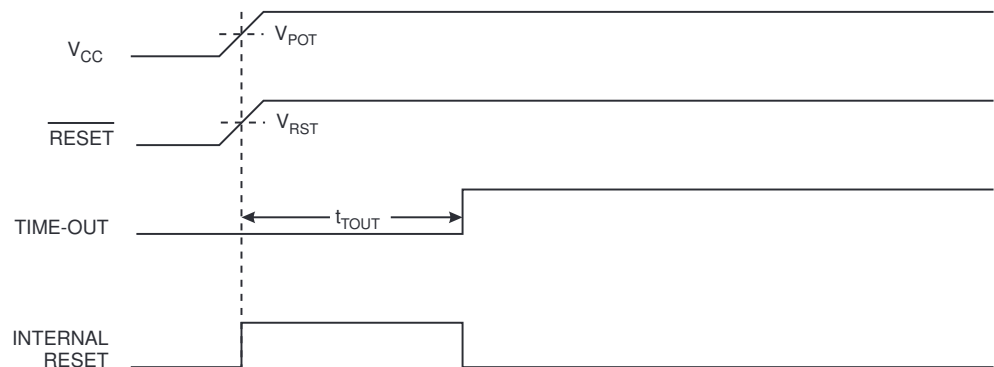 V_POT
V_CC
V_RST
RESET
t_TOUT
TIME-OUT
INTERNAL
RESET